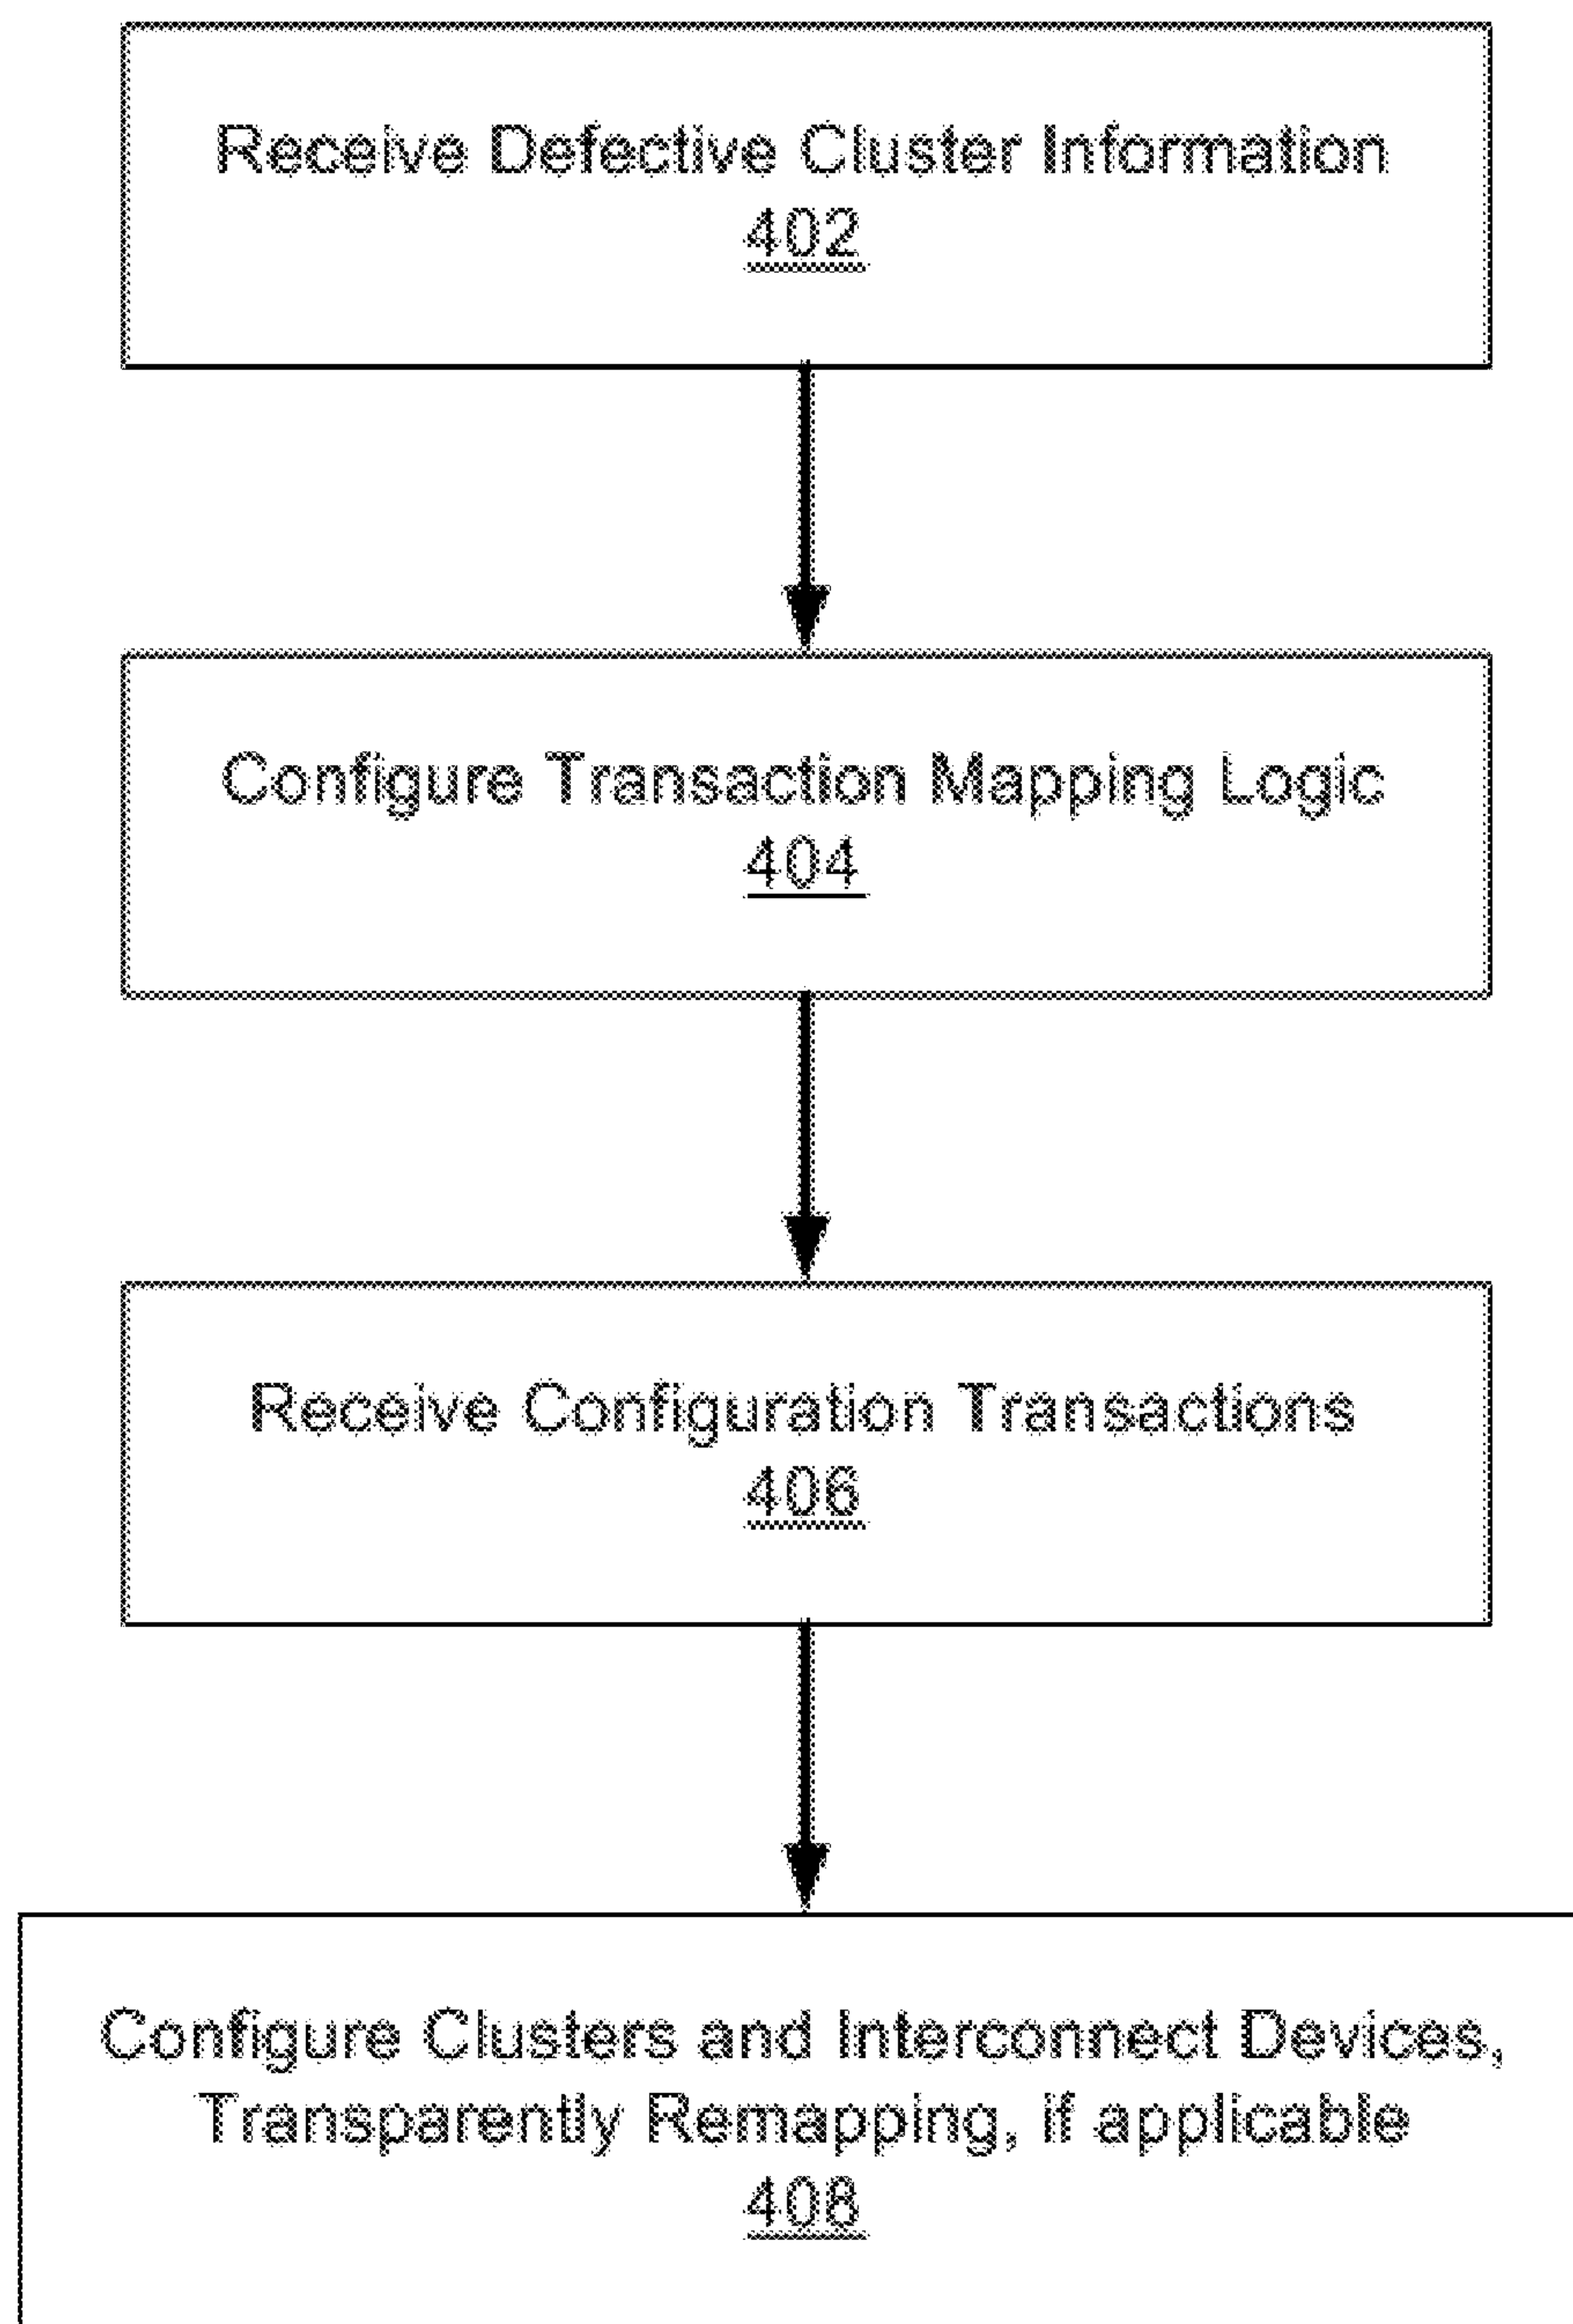 Receive Defective Cluster Information
402
Configure Transaction Mapping Logic
404
Receive Configuration Transactions
406
Configure Clusters and Interconnect Devices,
Transparently Remapping, if applicable
408